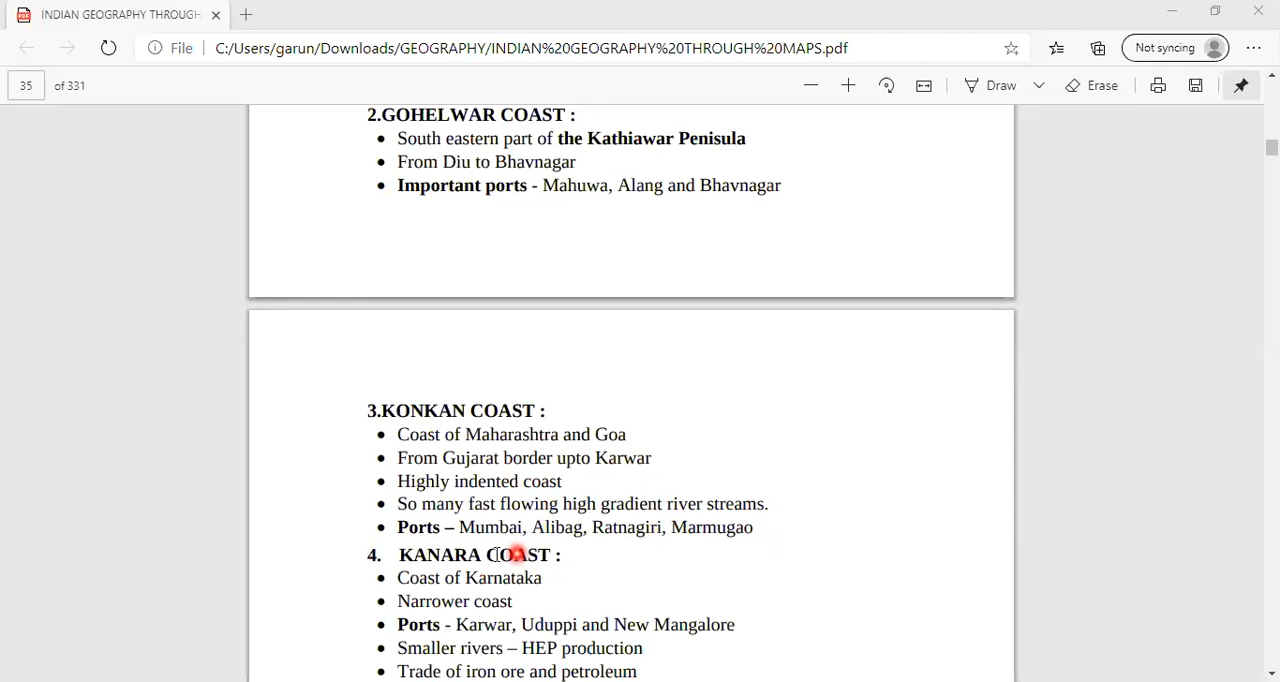 INDIAN GEOGRAPHY THROUGH
File
C:/Users/garun/Downloads/GEOGRAPHY/INDIAN%20GEOGRAPHY%20THROUGH%20MAPS.pdf
Not syncing
35 of 331
Draw
Erase
2.GOHELWAR COAST :
• South eastern part of the Kathiawar Penisula
• From Diu to Bhavnagar
• Important ports - Mahuwa, Alang and Bhavnagar
3.KONKAN COAST :
• Coast of Maharashtra and Goa
• From Gujarat border upto Karwar
• Highly indented coast
• So many fast flowing high gradient river streams.
• Ports – Mumbai, Alibag, Ratnagiri, Marmugao
4. KANARA COAST :
• Coast of Karnataka
• Narrower coast
• Ports - Karwar, Uduppi and New Mangalore
• Smaller rivers – HEP production
• Trade of iron ore and petroleum